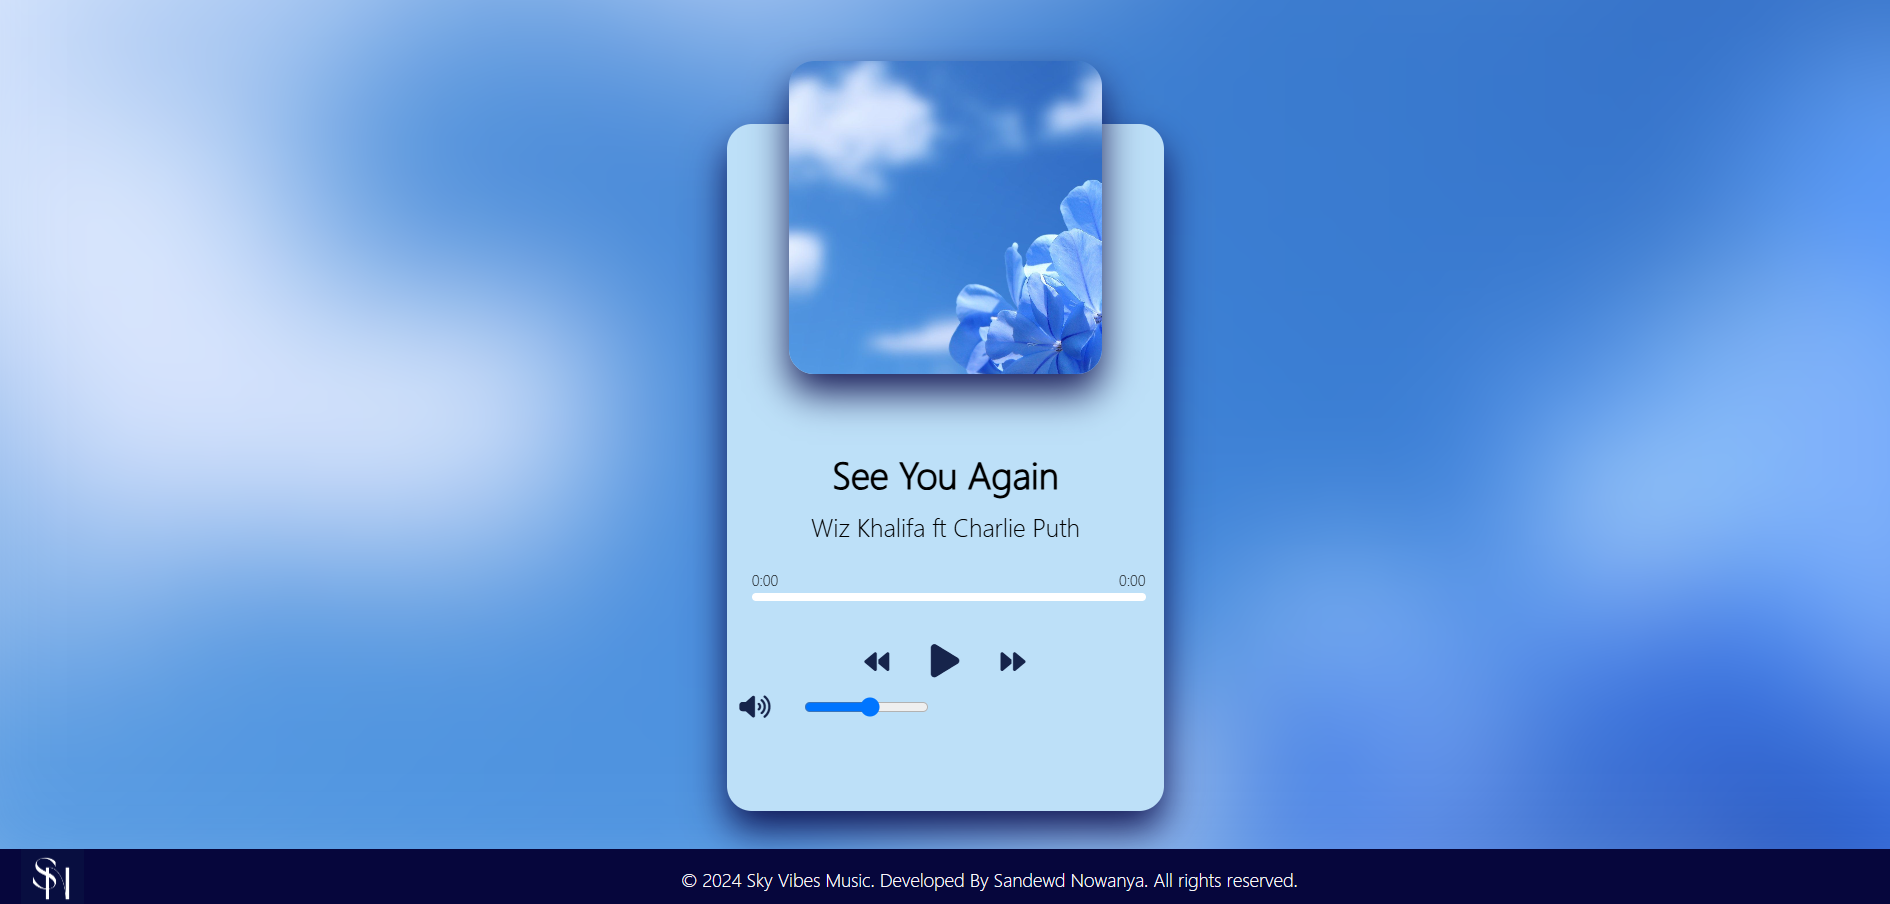 See You Again
Wiz Khalifa ft Charlie Puth
0:00 0:00
SN
© 2024 Sky Vibes Music. Developed By Sandewd Nowanya. All rights reserved.